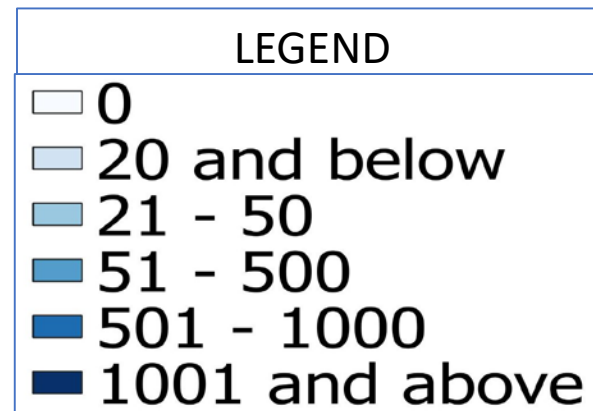 LEGEND
0
20 and below
21 - 50
51 - 500
501 - 1000
1001 and above